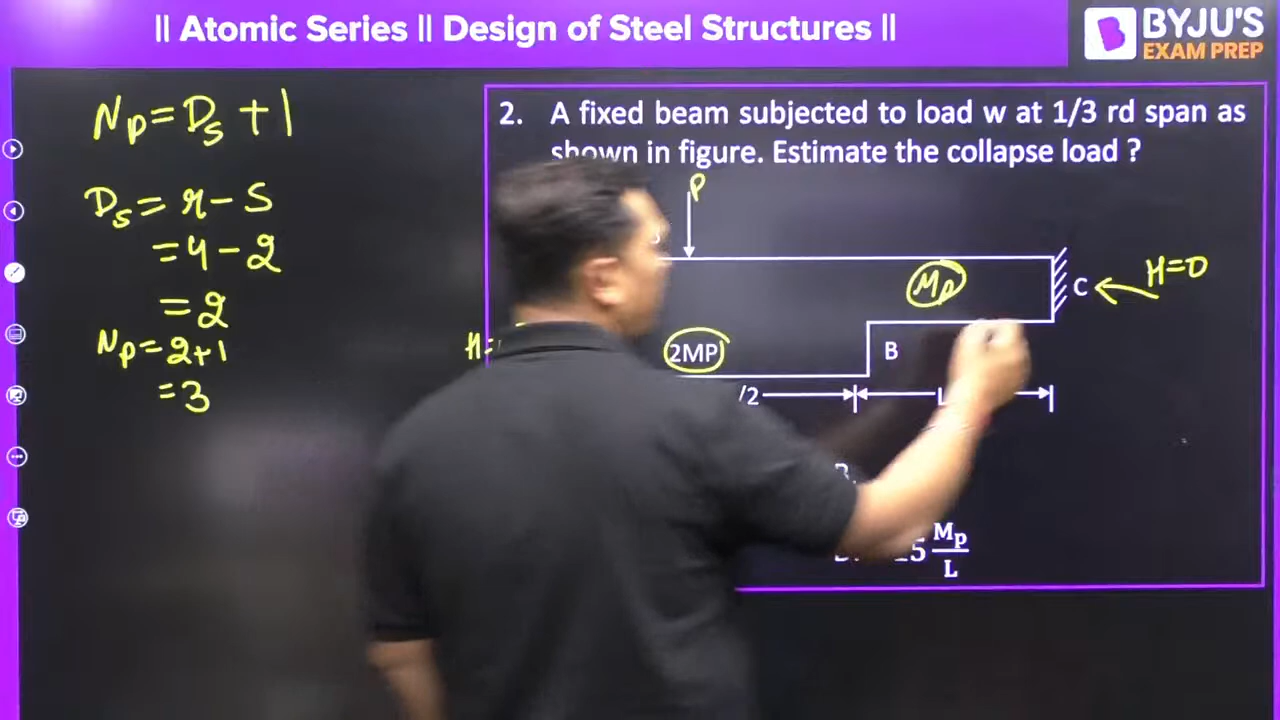 || Atomic Series || Design of Steel Structures ||
BYJU'S
EXAM PREP
Np = Ds + 1
Ds = r - s
= 4 - 2
= 2
Np = 2+1
= 3
2. A fixed beam subjected to load w at 1/3 rd span as
shown in figure. Estimate the collapse load ?
P
Mp
C
H=0
2MP
B
/2
L
Mp
L